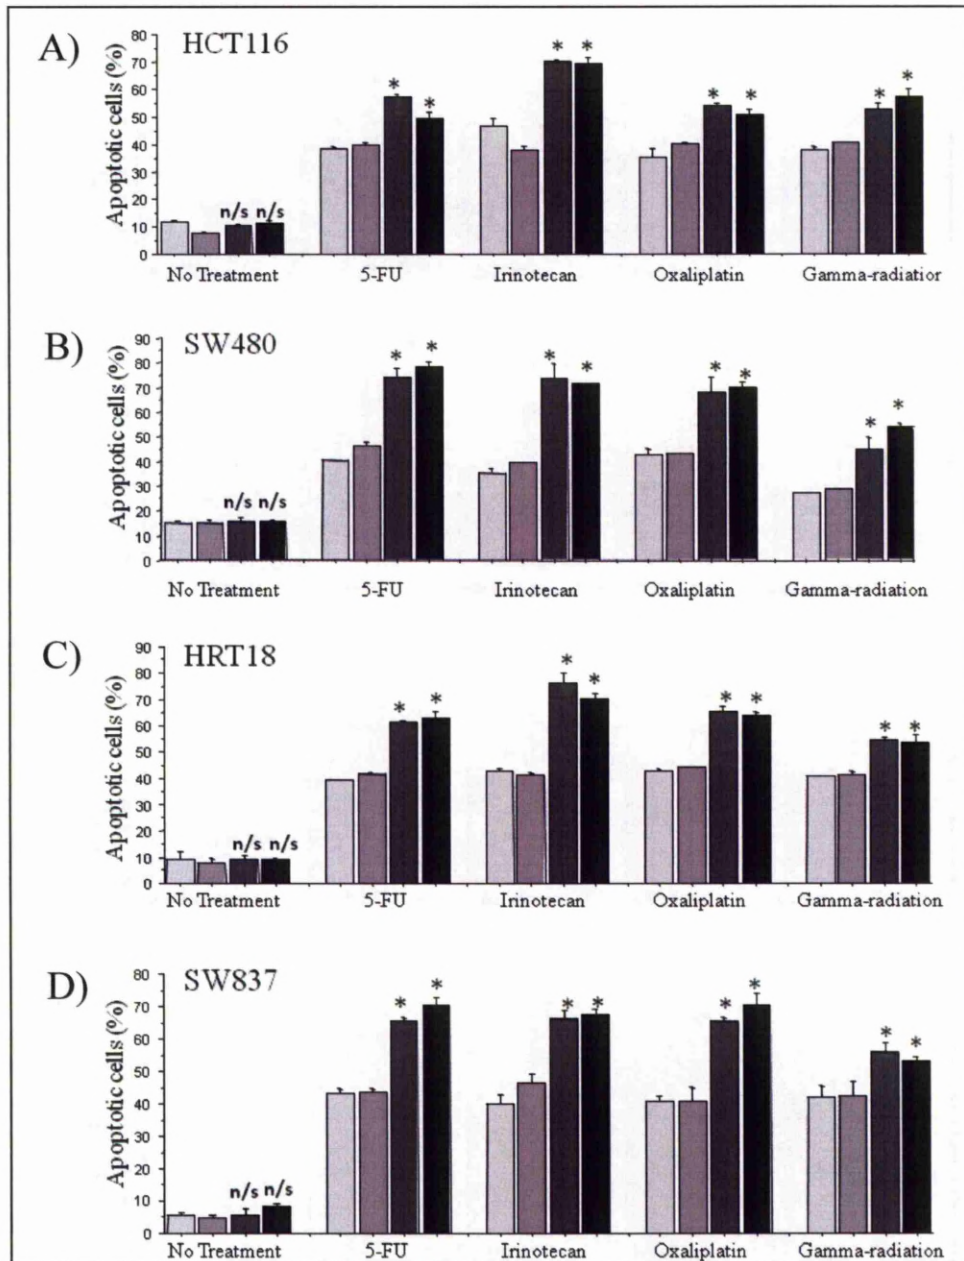 A) HCT116
Apoptotic cells (%)
80
70
60
50
40
30
20
10
0
* * * * * * * *
n/s n/s
No Treatment 5-FU Irinotecan Oxaliplatin Gamma-radiation
B) SW480
Apoptotic cells (%)
90
80
70
60
50
40
30
20
10
0
* * * * * * * *
n/s n/s
No Treatment 5-FU Irinotecan Oxaliplatin Gamma-radiation
C) HRT18
Apoptotic cells (%)
90
80
70
60
50
40
30
20
10
0
* * * * * * * *
n/s n/s
No Treatment 5-FU Irinotecan Oxaliplatin Gamma-radiation
D) SW837
Apoptotic cells (%)
80
70
60
50
40
30
20
10
0
* * * * * * * *
n/s n/s
No Treatment 5-FU Irinotecan Oxaliplatin Gamma-radiation